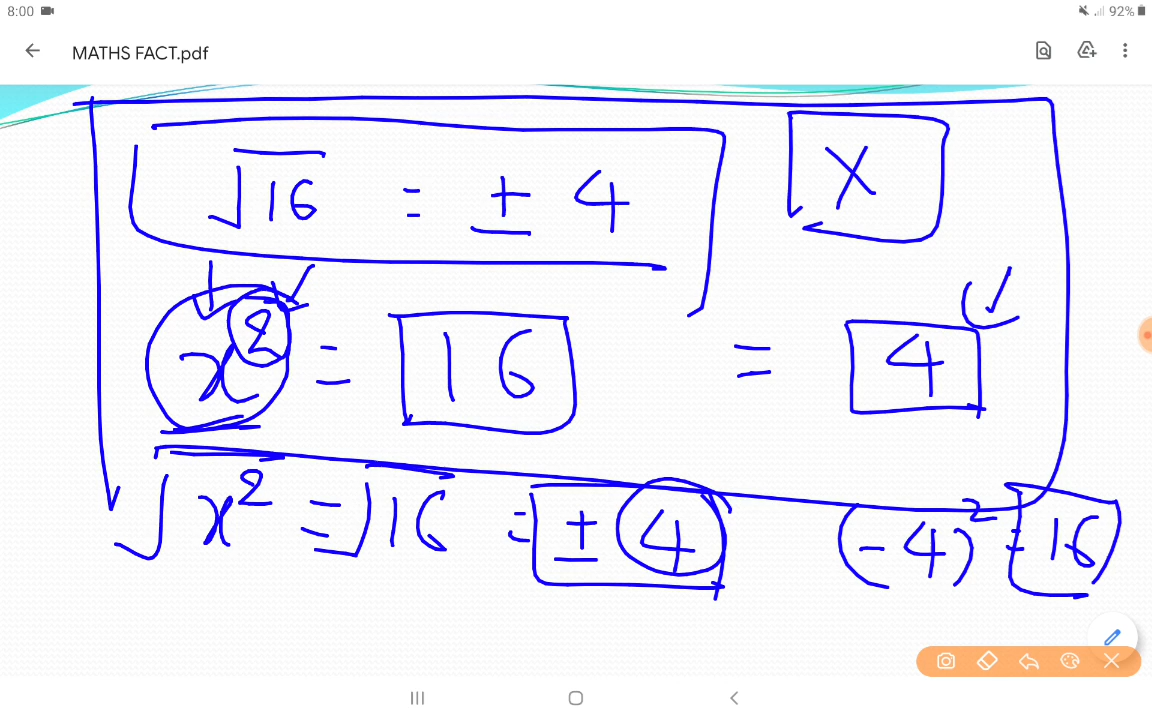 8:00 92%
MATHS FACT.pdf
√16 = ± 4 X
x² = 16 = 4
√x² = √16 = ± 4 (-4)² = 16